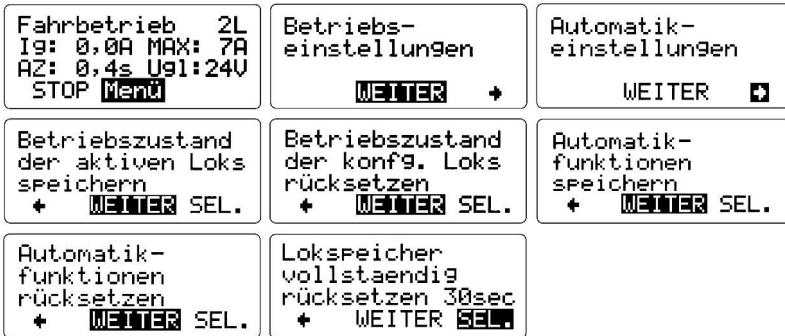 Fahrbetrieb 2L
Ig: 0,0A MAX: 7A
AZ: 0,4s Ugl:24V
STOP Menü
Betriebs-
einstellungen
WEITER →
Automatik-
einstellungen
WEITER →
Betriebszustand
der aktiven Loks
speichern
← WEITER SEL.
Betriebszustand
der konfg. Loks
rücksetzen
← WEITER SEL.
Automatik-
funktionen
speichern
← WEITER SEL.
Automatik-
funktionen
rücksetzen
← WEITER SEL.
Lokspeicher
vollstaendig
rücksetzen 30sec
← WEITER SEL.